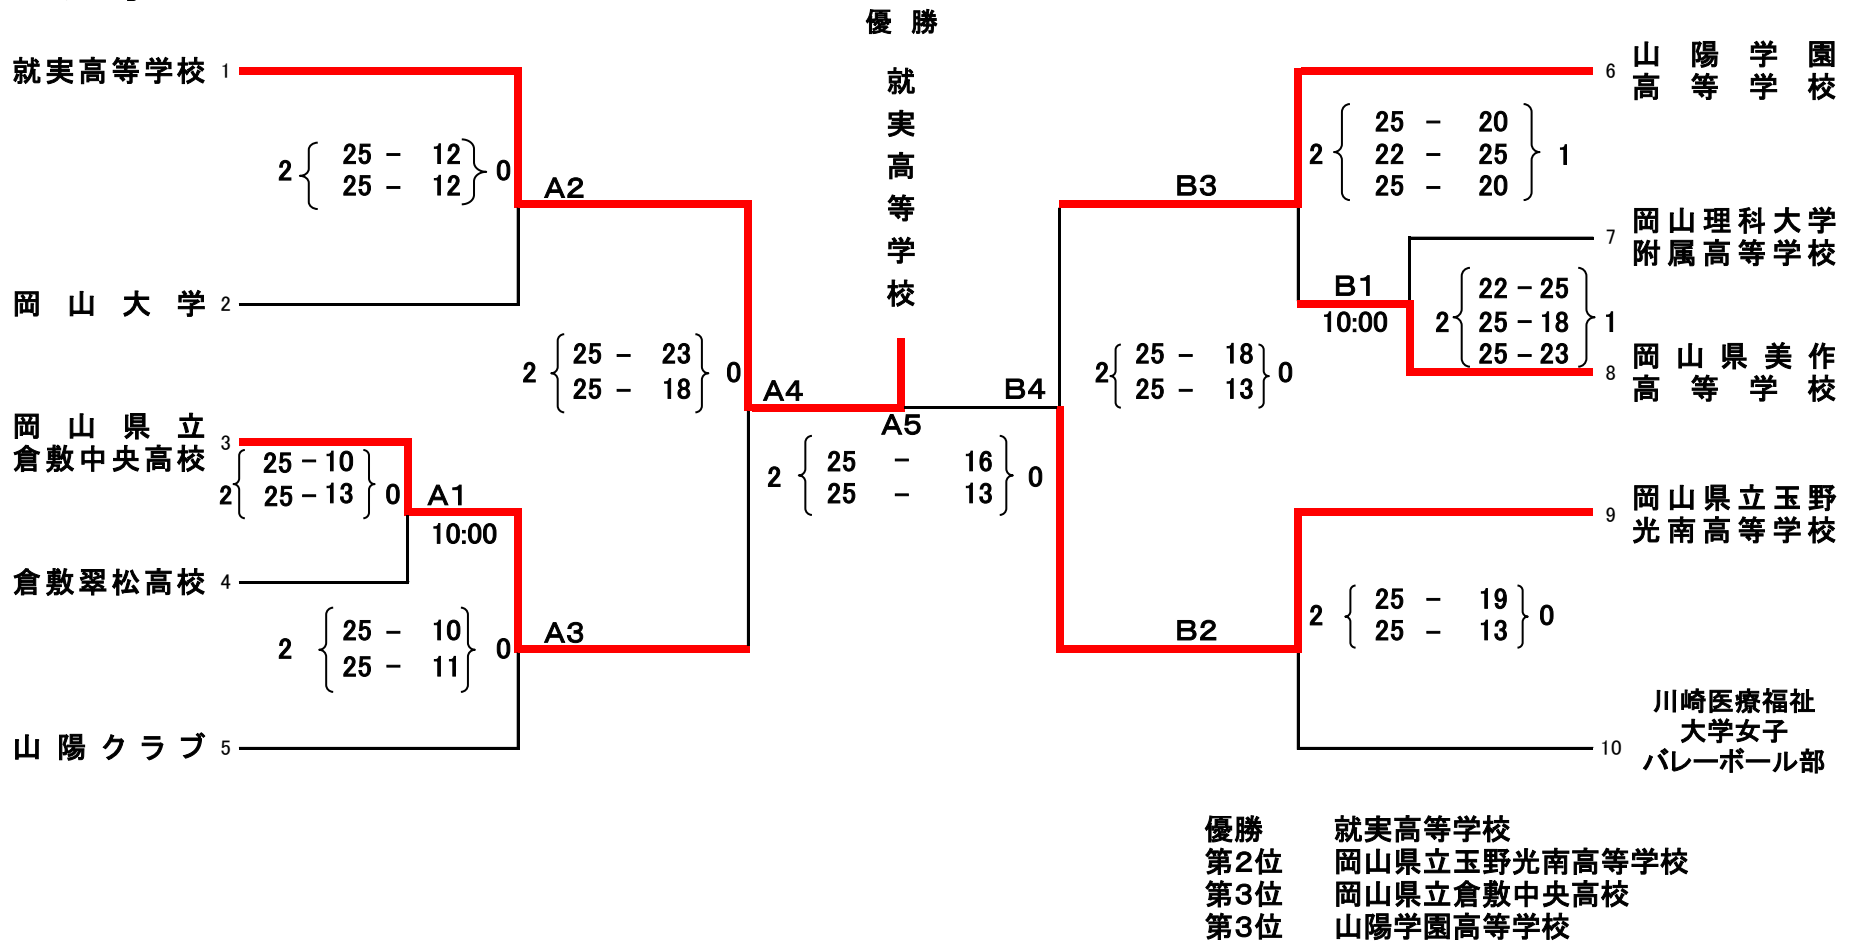 優勝
就実高等学校
就実高等学校 1
2 25 - 12 0
25 - 12
A2
岡山大学 2
2 25 - 23 0
25 - 18
A4
岡山県立
倉敷中央高校 3
2 25 - 10 0
25 - 13
A1
10:00
倉敷翠松高校 4
2 25 - 10 0
25 - 11
A3
山陽クラブ 5
A5
2 25 - 16 0
25 - 13
B4
2 25 - 18 0
25 - 13
B3
2 25 - 20 1
22 - 25
25 - 20
6 山陽学園
高等学校
7 岡山理科大学
附属高等学校
B1
10:00
2 22 - 25 1
25 - 18
25 - 23
8 岡山県美作
高等学校
9 岡山県立玉野
光南高等学校
B2
2 25 - 19 0
25 - 13
10 川崎医療福祉
大学女子
バレーボール部
優勝 就実高等学校
第2位 岡山県立玉野光南高等学校
第3位 岡山県立倉敷中央高校
第3位 山陽学園高等学校